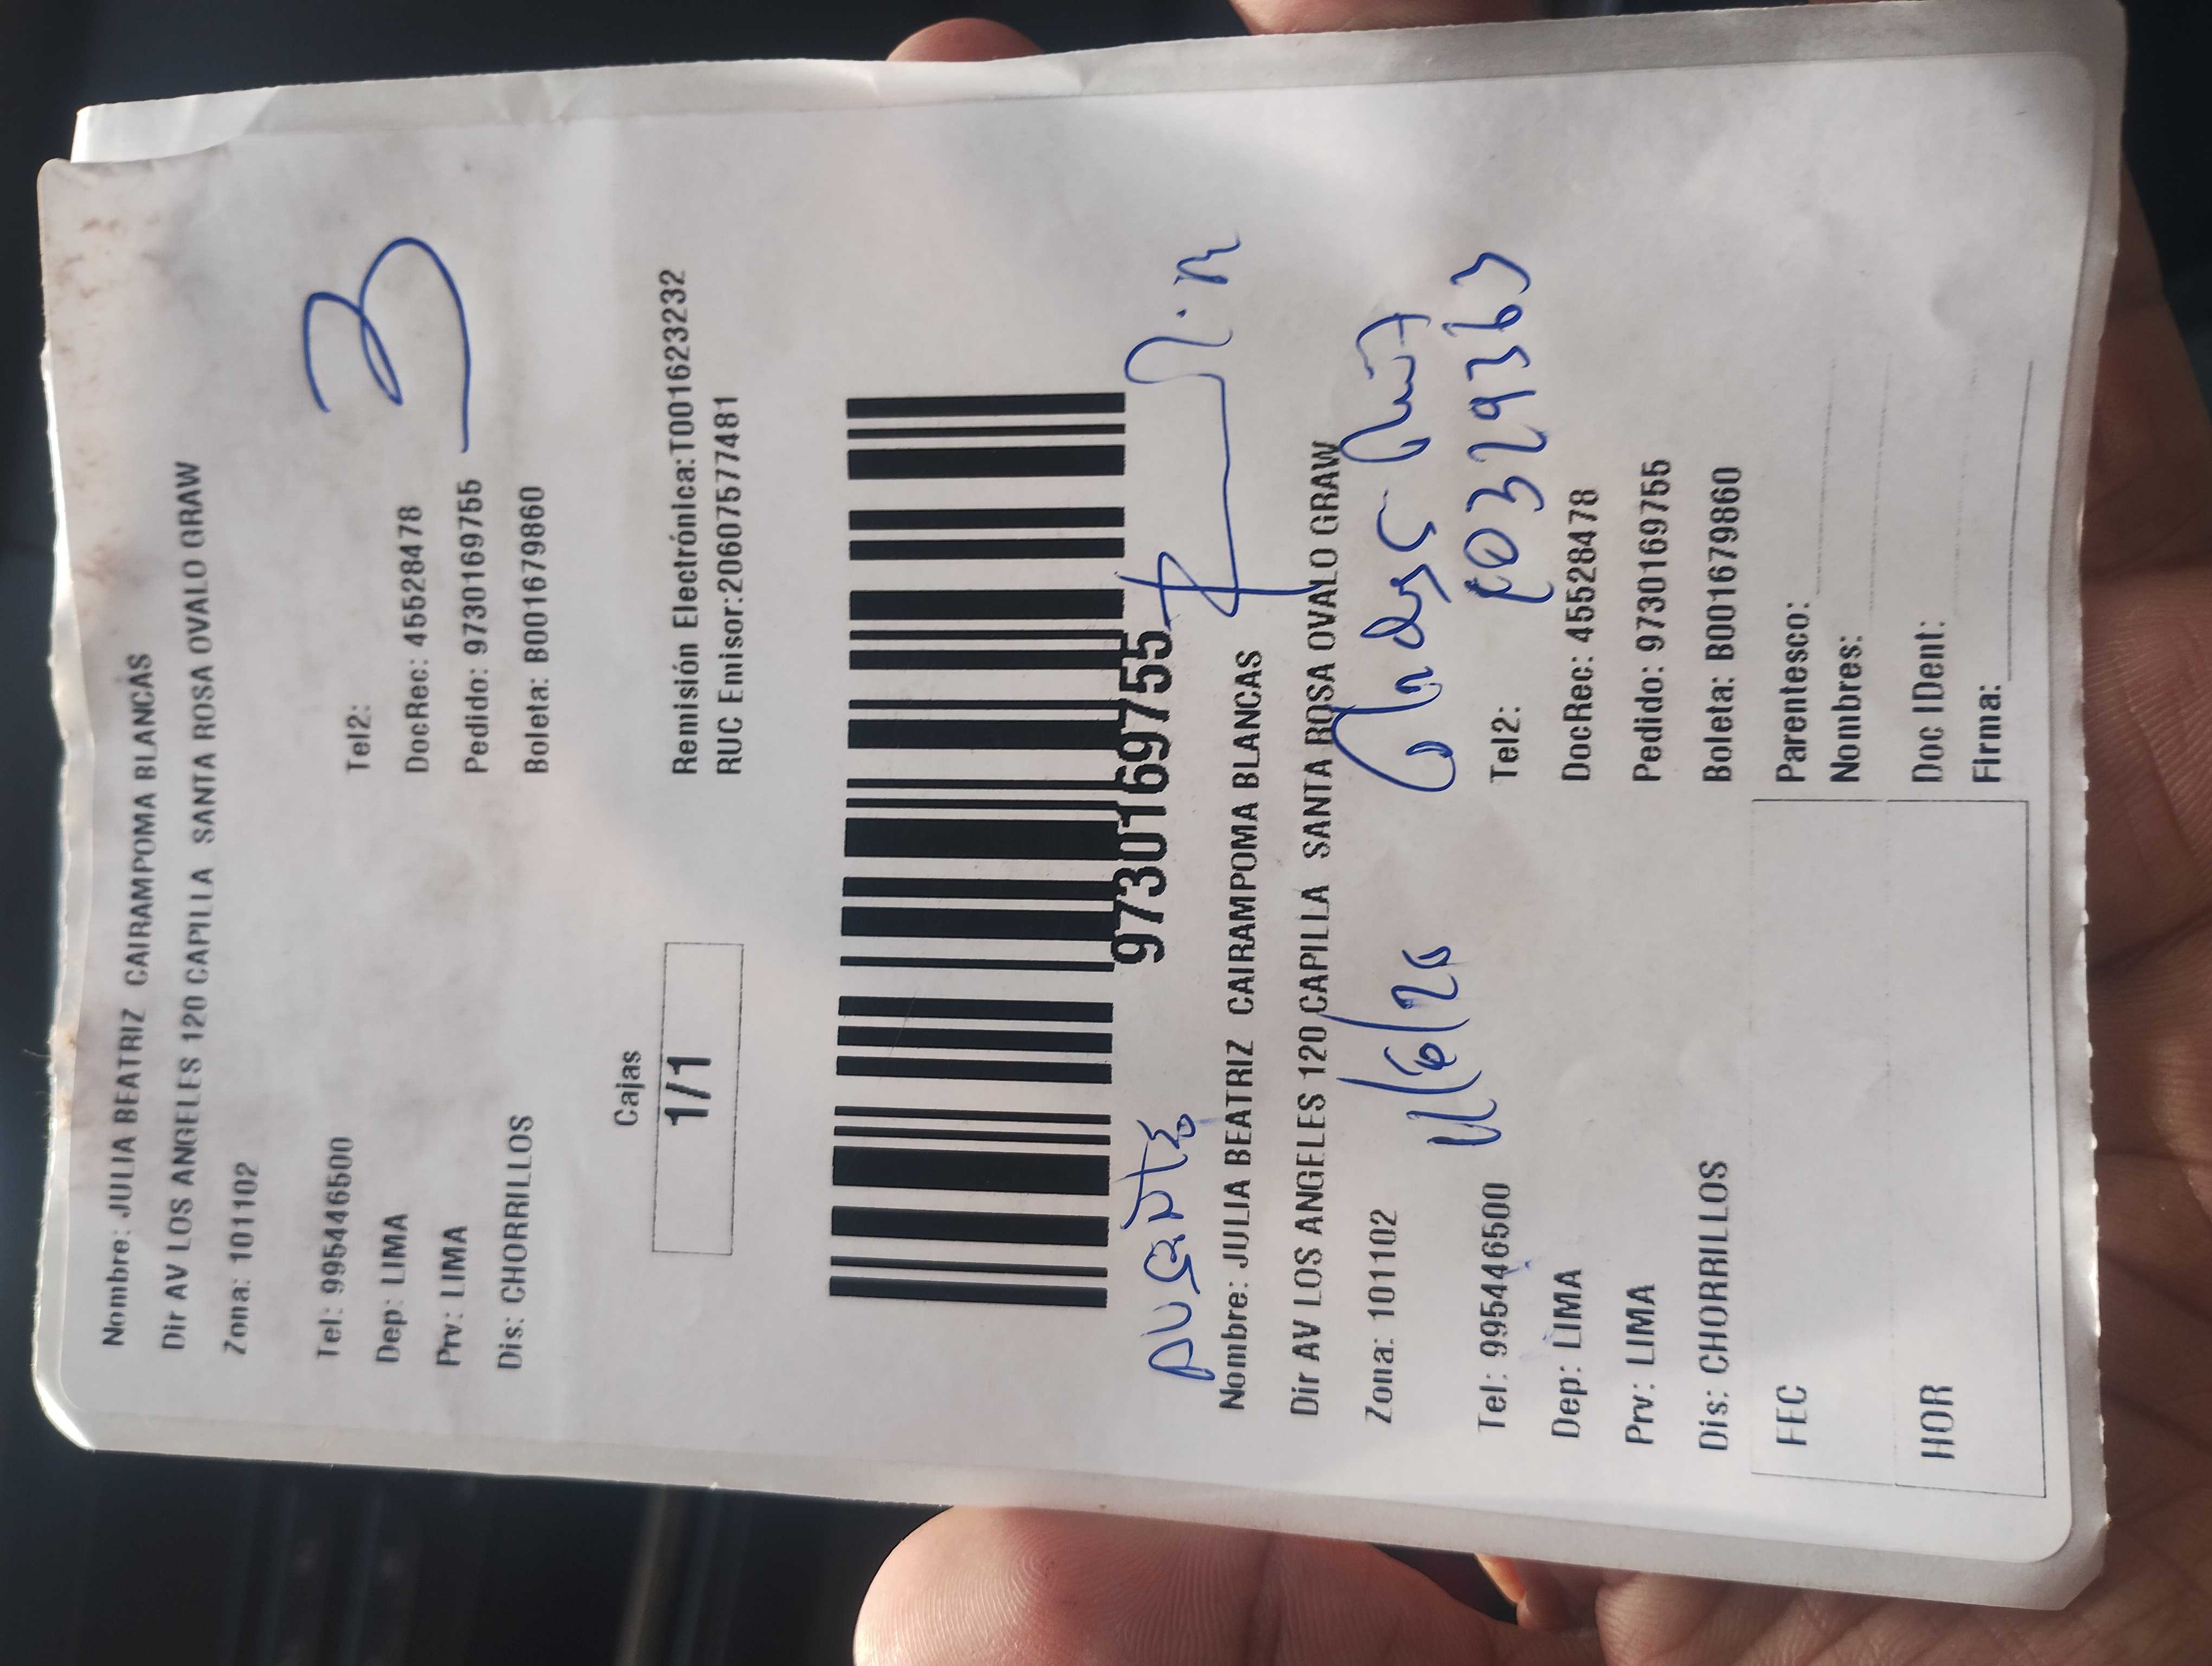 Nombre: JULIA BEATRIZ CAIRAMPOMA BLANCAS
Dir AV LOS ANGELES 120 CAPILLA SANTA ROSA OVALO GRAW
Zona: 101102
3
Tel: 995446500 Tel2:
Dep: LIMA DocRec: 45528478
Prv: LIMA Pedido: 9730169755
Dis: CHORRILLOS Boleta: B001679860
Cajas
1/1
Remisión Electrónica:T001623232
RUC Emisor:20607577481
9730169755
Nombre: JULIA BEATRIZ CAIRAMPOMA BLANCAS
Dir AV LOS ANGELES 120 CAPILLA SANTA ROSA OVALO GRAW
Zona: 101102
Tel: 995446500 Tel2:
Dep: LIMA DocRec: 45528478
Prv: LIMA Pedido: 9730169755
Dis: CHORRILLOS Boleta: B001679860
FEC Parentesco:
Nombres:
HOR Doc IDent:
Firma: